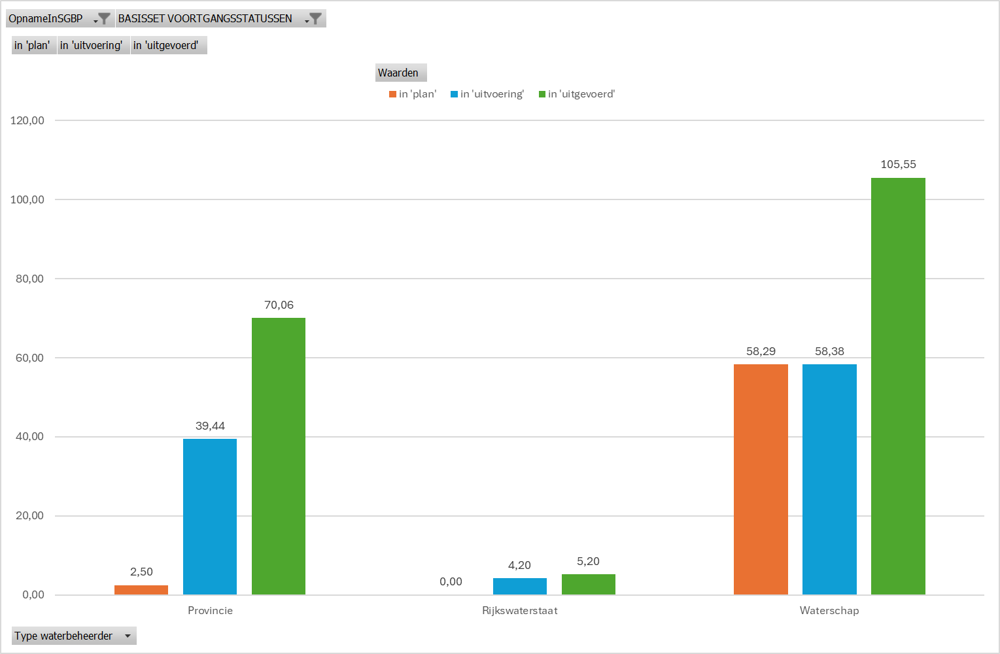 OpnameInSGBP BASISSET VOORTGANGSSTATUSSEN
in 'plan' in 'uitvoering' in 'uitgevoerd'
Waarden
in 'plan' in 'uitvoering' in 'uitgevoerd'
120,00
105,55
100,00
80,00
70,06
60,00
58,29 58,38
39,44
40,00
20,00
2,50
0,00 4,20 5,20
0,00
Provincie Rijkswaterstaat Waterschap
Type waterbeheerder